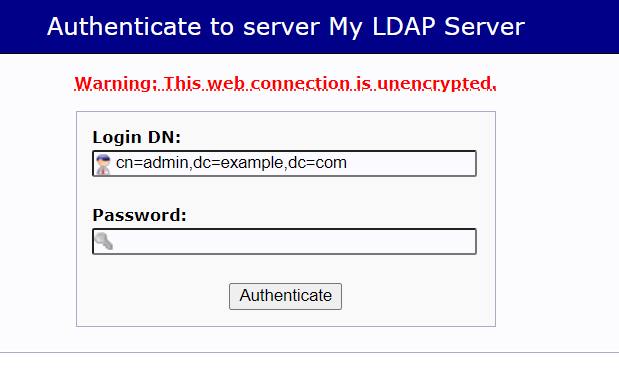 Authenticate to server My LDAP Server
Warning: This web connection is unencrypted.
Login DN:
cn=admin,dc=example,dc=com
Password:
Authenticate